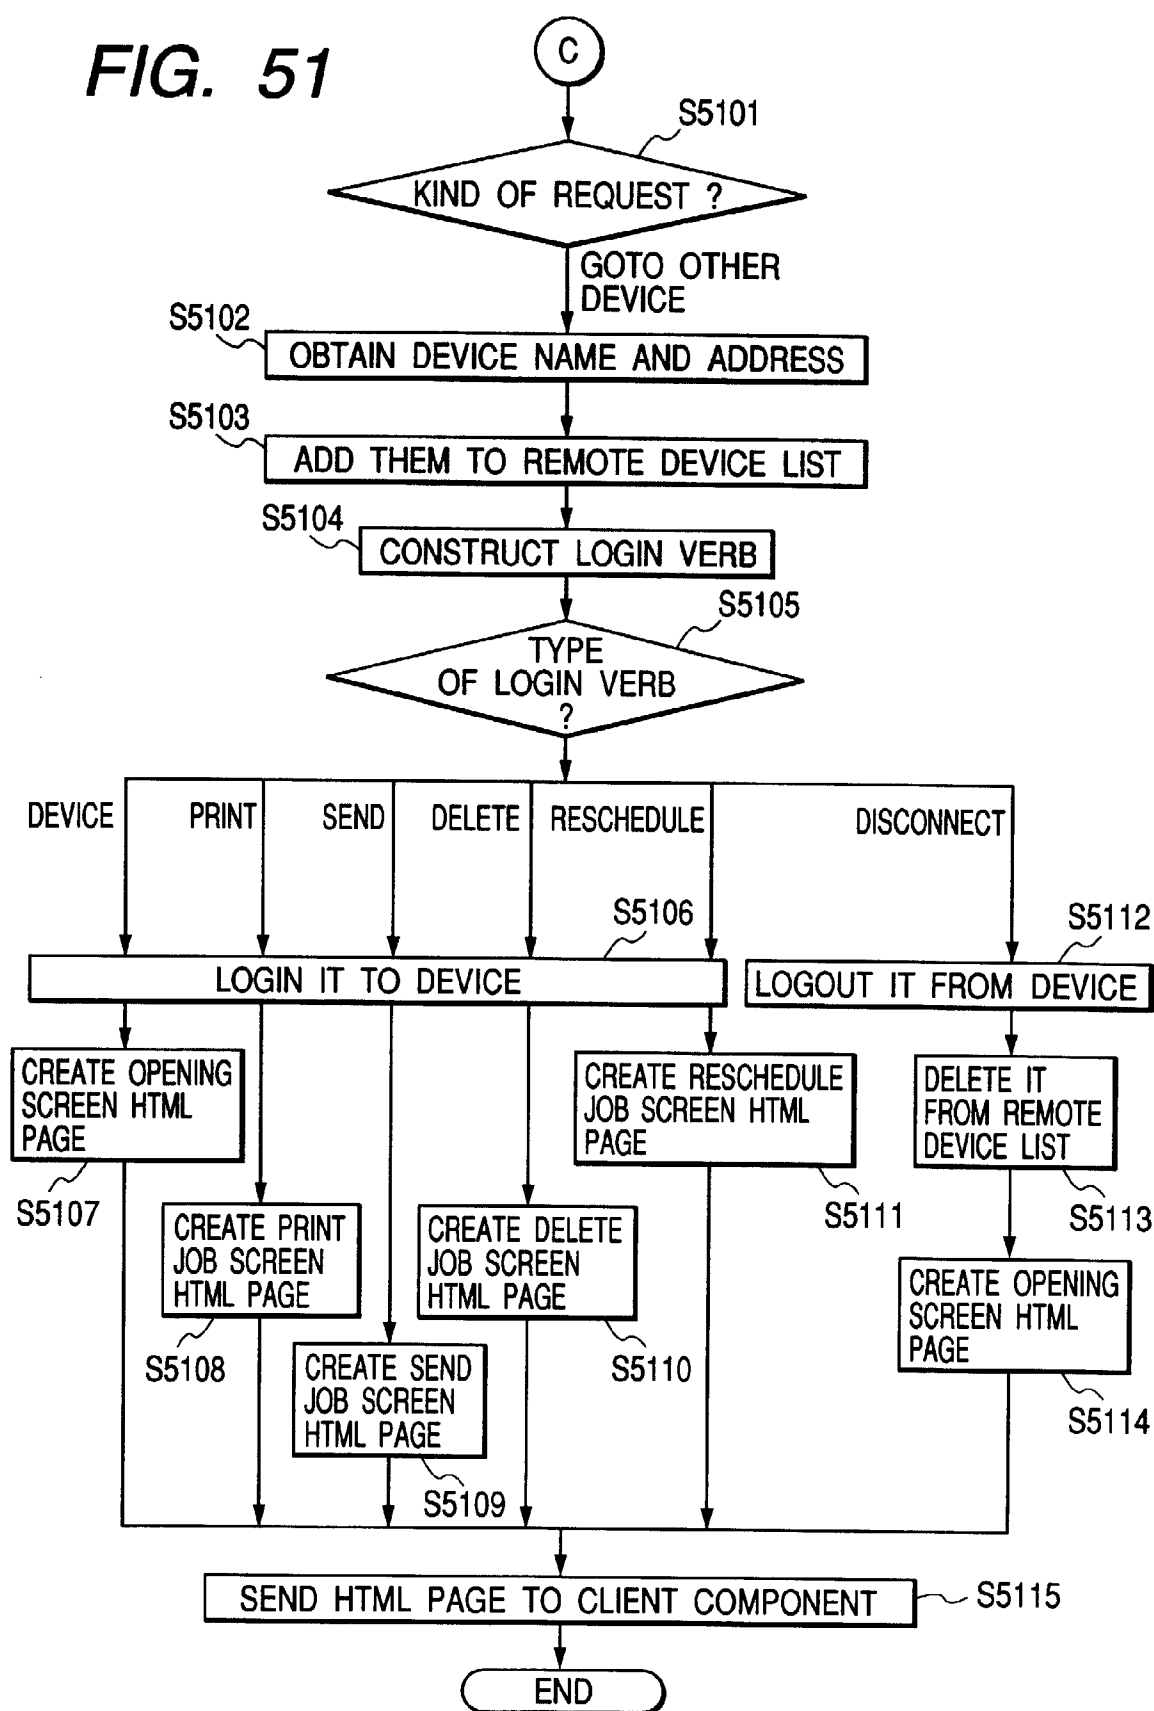 FIG. 51
C
S5101
KIND OF REQUEST ?
GOTO OTHER
DEVICE
S5102
OBTAIN DEVICE NAME AND ADDRESS
S5103
ADD THEM TO REMOTE DEVICE LIST
S5104
CONSTRUCT LOGIN VERB
S5105
TYPE
OF LOGIN VERB
?
DEVICE
PRINT
SEND
DELETE
RESCHEDULE
DISCONNECT
S5106
LOGIN IT TO DEVICE
S5112
LOGOUT IT FROM DEVICE
CREATE OPENING
SCREEN HTML
PAGE
S5107
CREATE RESCHEDULE
JOB SCREEN HTML
PAGE
S5111
DELETE IT
FROM REMOTE
DEVICE LIST
S5113
CREATE PRINT
JOB SCREEN
HTML PAGE
S5108
CREATE DELETE
JOB SCREEN
HTML PAGE
S5110
CREATE OPENING
SCREEN HTML
PAGE
S5114
CREATE SEND
JOB SCREEN
HTML PAGE
S5109
SEND HTML PAGE TO CLIENT COMPONENT
S5115
END